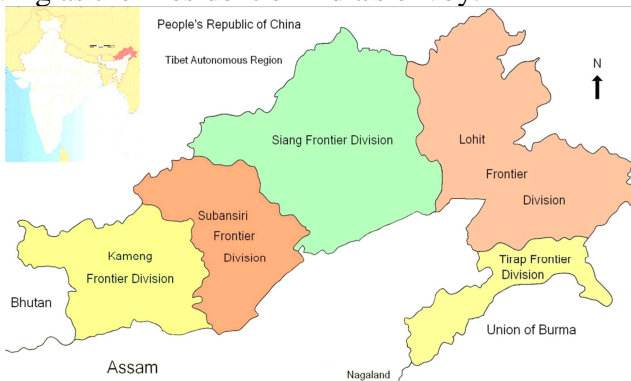 People's Republic of China
Tibet Autonomous Region
N
Siang Frontier Division
Lohit
Frontier
Division
Subansiri
Frontier
Division
Kameng
Frontier Division
Tirap Frontier
Division
Bhutan
Union of Burma
Assam
Nagaland